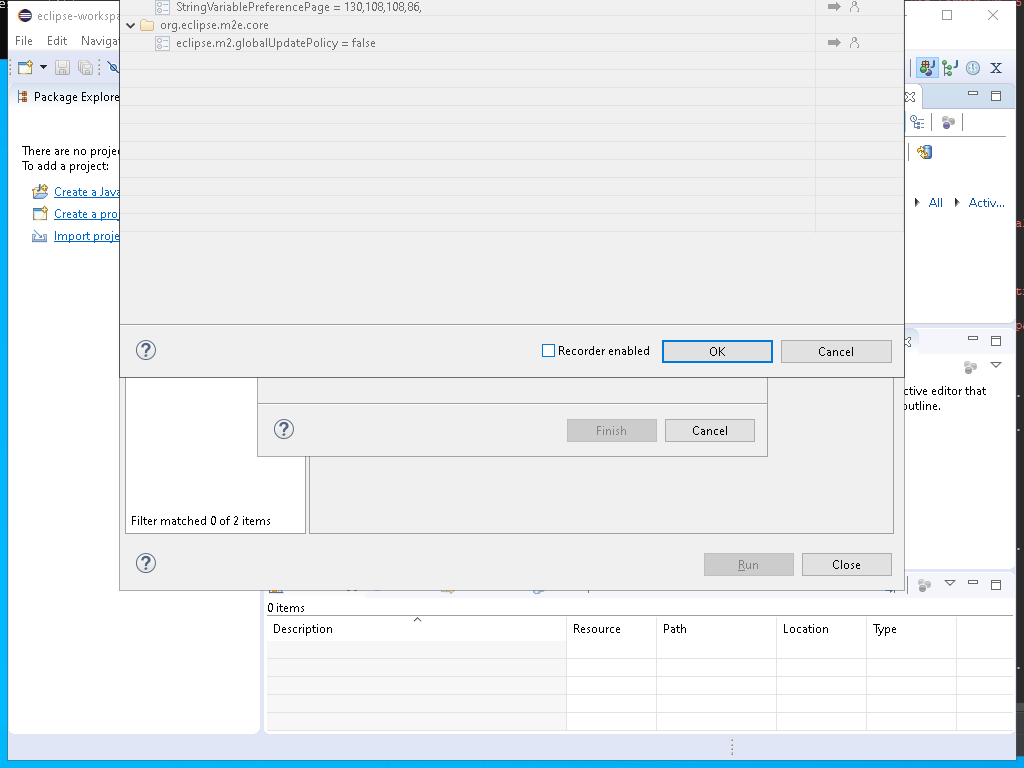 eclipse-workspa
StringVariablePreferencePage = 130,108,108,86,
org.eclipse.m2e.core
File Edit Naviga
eclipse.m2.globalUpdatePolicy = false
X
Package Explore
There are no projec
To add a project:
Create a Java
Create a proj
Import proje
All Activ...
? Recorder enabled OK Cancel
ctive editor that
outline.
? Finish Cancel
Filter matched 0 of 2 items
? Run Close
0 items
Description Resource Path Location Type